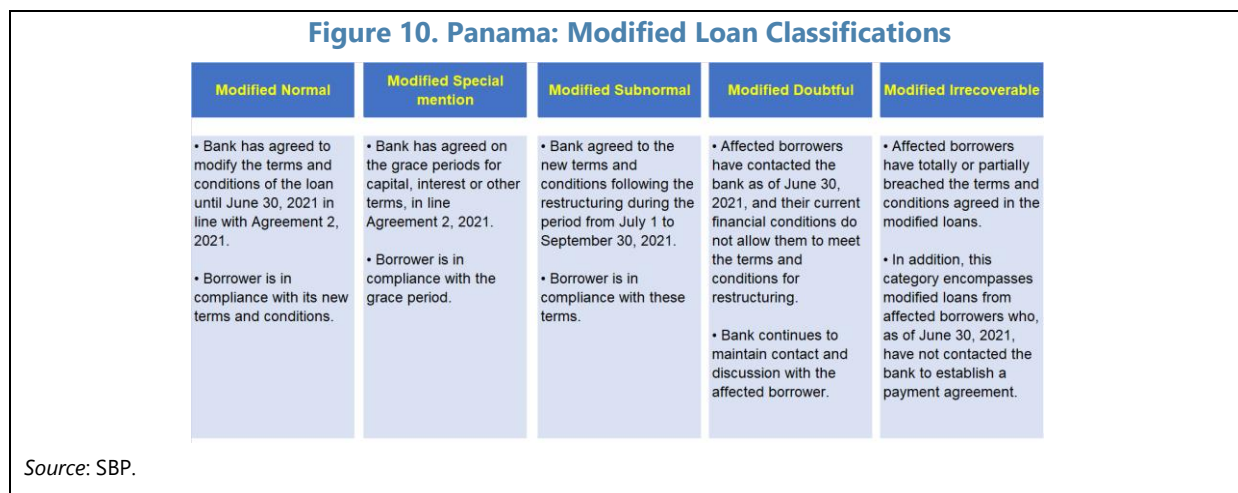 Figure 10. Panama: Modified Loan Classifications
Modified Normal
Modified Special
mention
Modified Subnormal
Modified Doubtful
Modified Irrecoverable
• Bank has agreed to
modify the terms and
conditions of the loan
until June 30, 2021 in
line with Agreement 2,
2021.
• Borrower is in
compliance with its new
terms and conditions.
• Bank has agreed on
the grace periods for
capital, interest or other
terms, in line
Agreement 2, 2021.
• Borrower is in
compliance with the
grace period.
• Bank agreed to the
new terms and
conditions following the
restructuring during the
period from July 1 to
September 30, 2021.
• Borrower is in
compliance with these
terms.
• Affected borrowers
have contacted the
bank as of June 30,
2021, and their current
financial conditions do
not allow them to meet
the terms and
conditions for
restructuring.
• Bank continues to
maintain contact and
discussion with the
affected borrower.
• Affected borrowers
have totally or partially
breached the terms and
conditions agreed in the
modified loans.
• In addition, this
category encompasses
modified loans from
affected borrowers who,
as of June 30, 2021,
have not contacted the
bank to establish a
payment agreement.
Source: SBP.